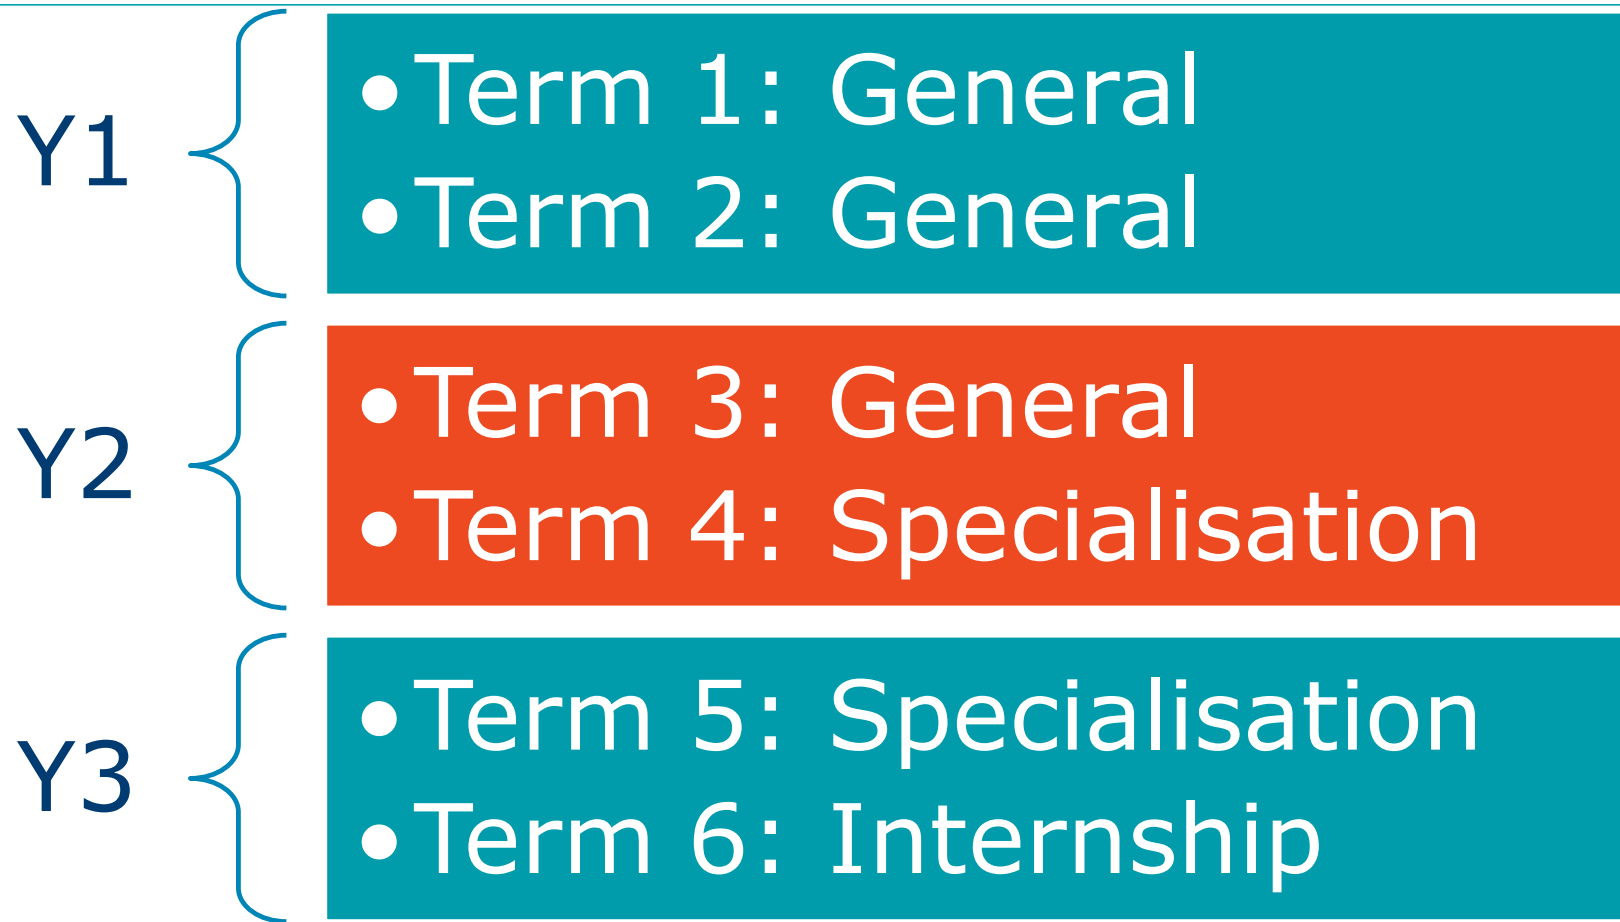 Y1
•Term 1: General
•Term 2: General
Y2
•Term 3: General
•Term 4: Specialisation
Y3
•Term 5: Specialisation
•Term 6: Internship